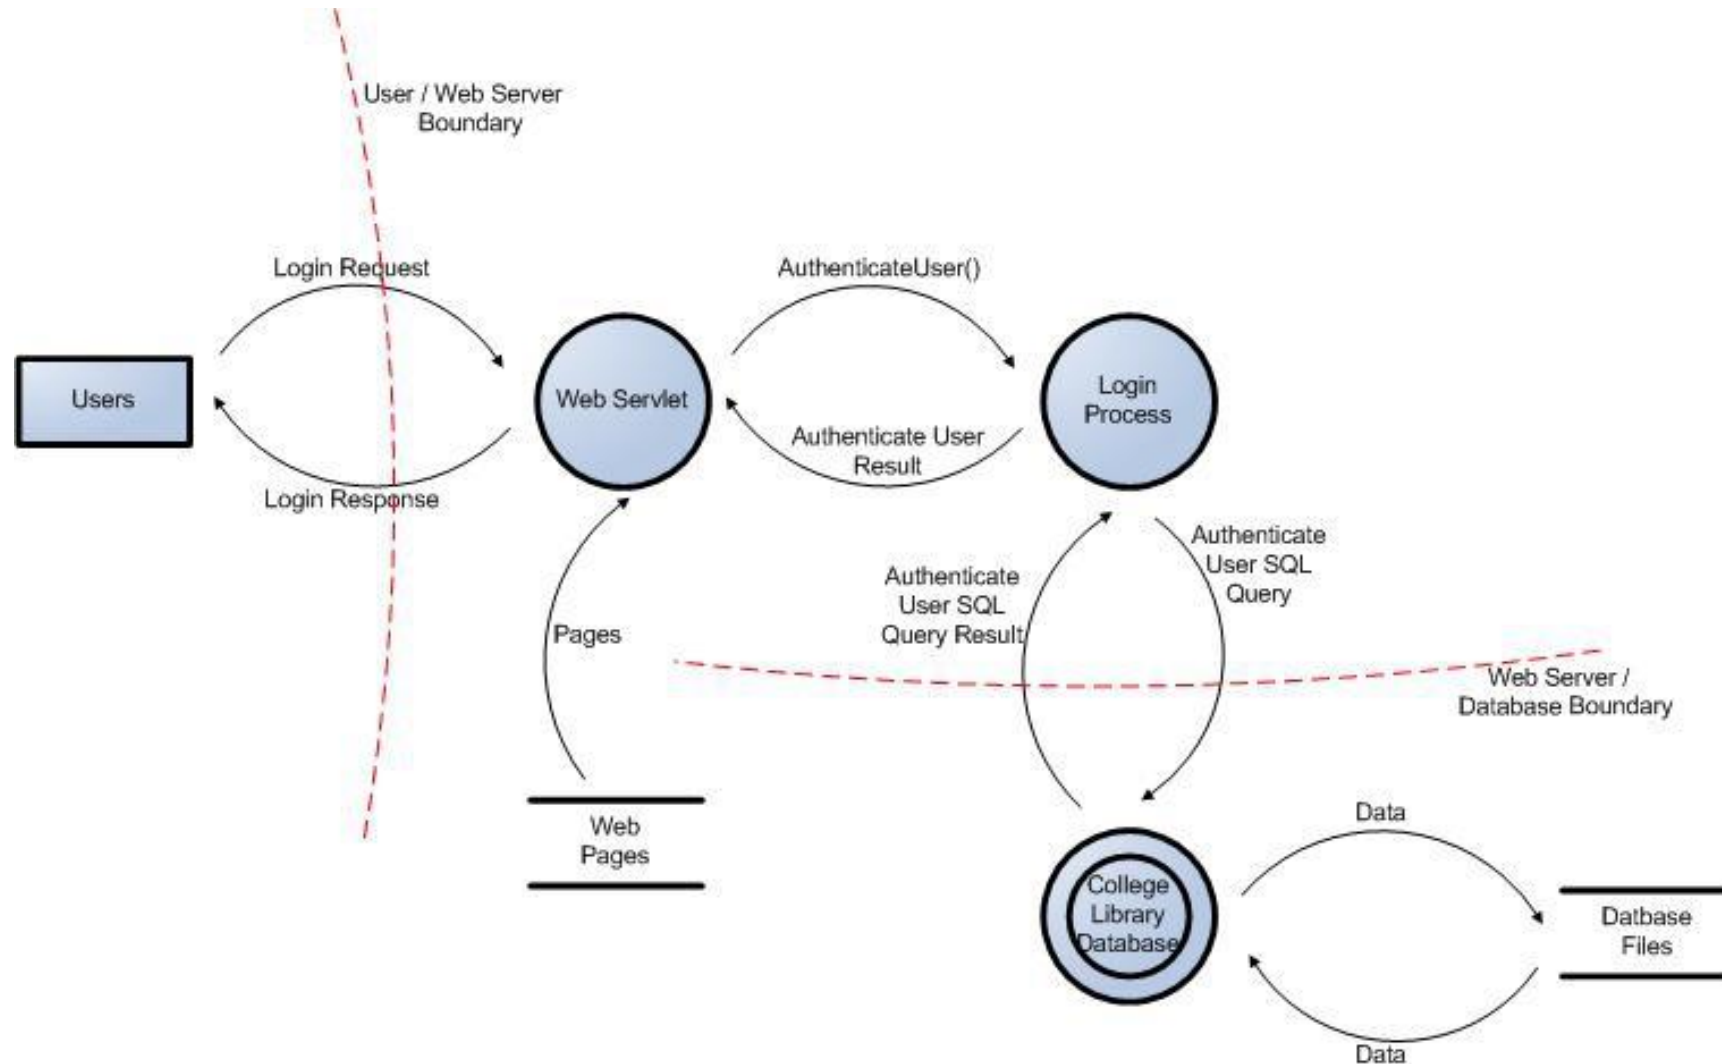 User / Web Server
Boundary
Login Request
AuthenticateUser()
Users
Web Servlet
Login
Process
Authenticate User
Result
Login Response
Authenticate
User SQL
Query
Authenticate
User SQL
Query Result
Pages
Web Server /
Database Boundary
Web
Pages
Data
College
Library
Database
Datbase
Files
Data